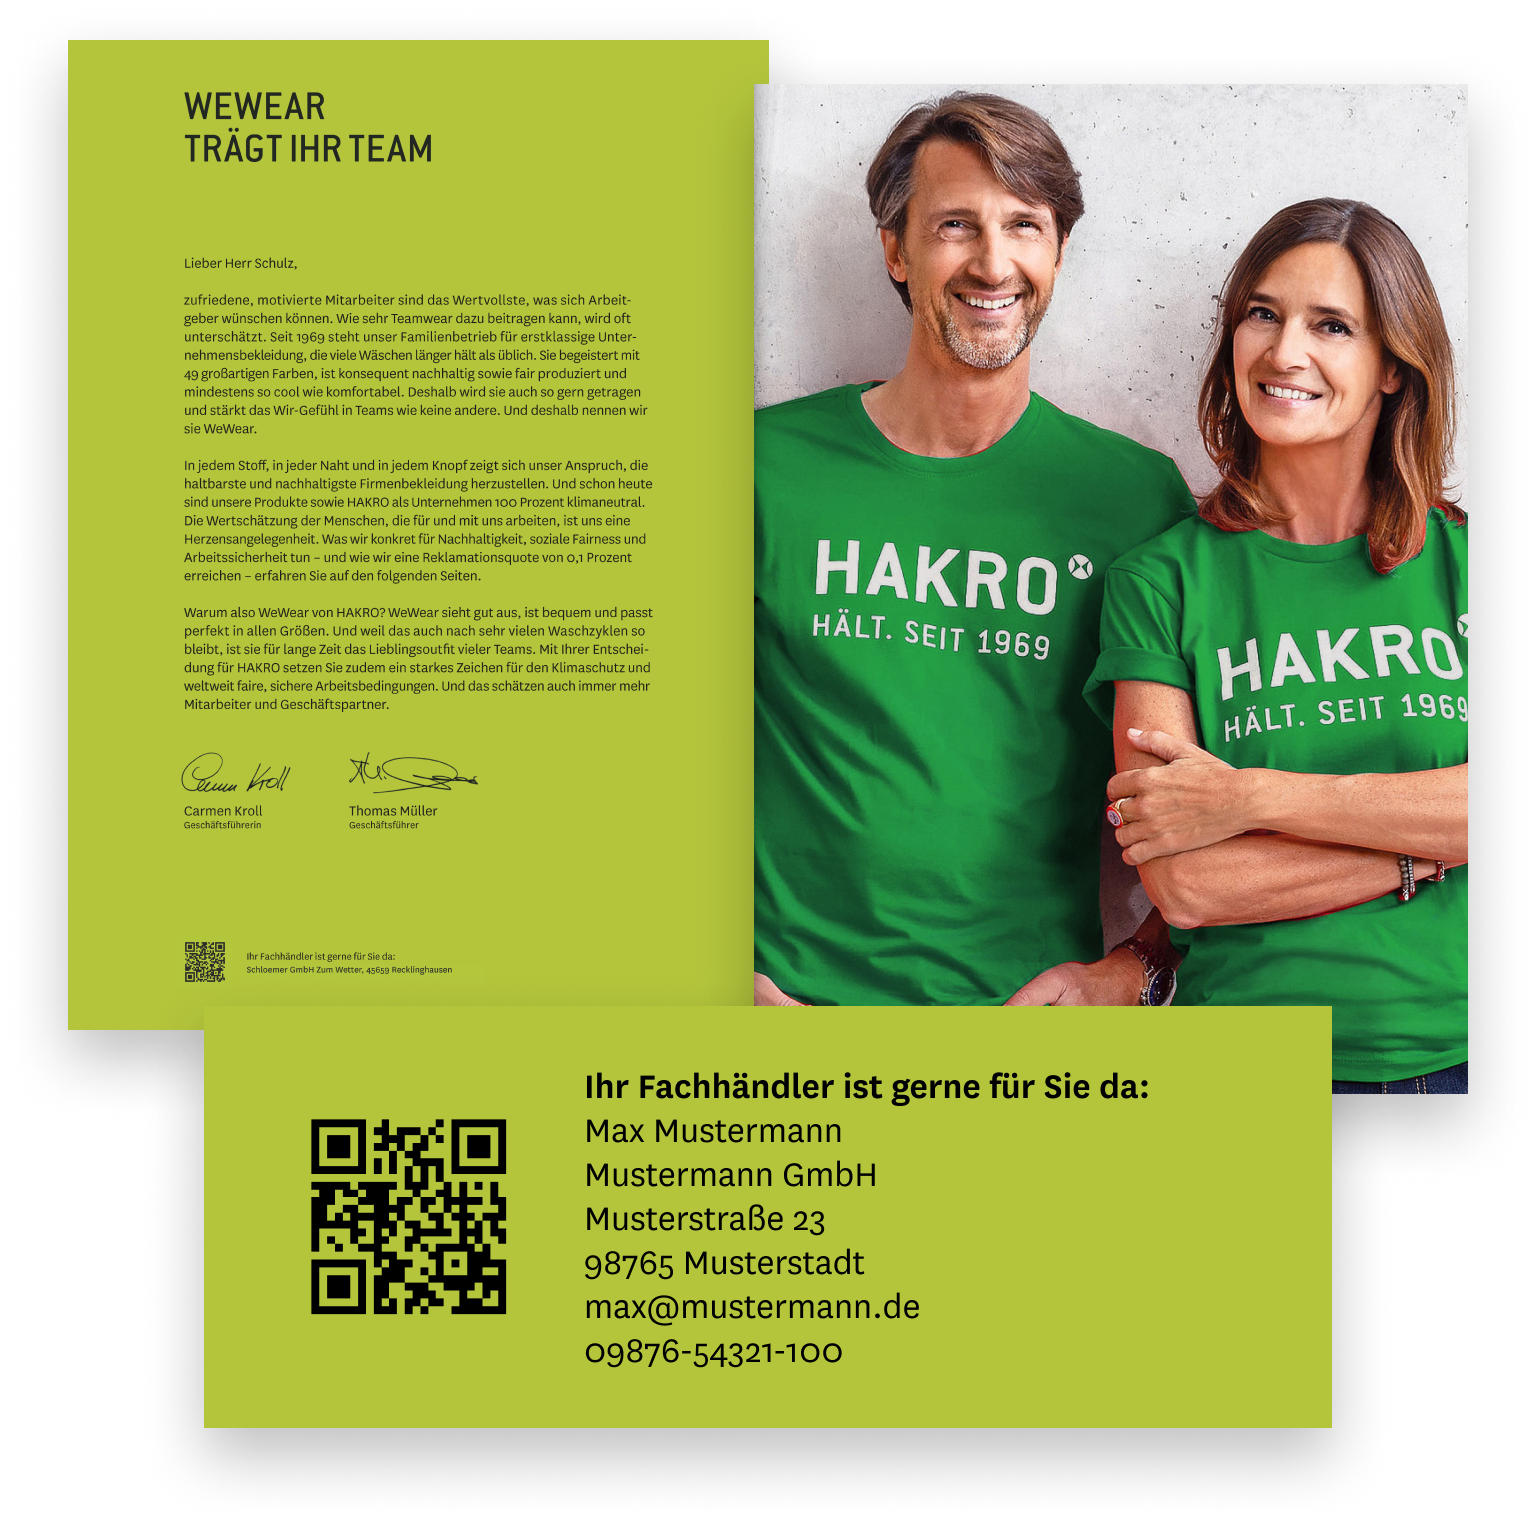 WEWEAR
TRÄGT IHR TEAM
Lieber Herr Schulz,
zufriedene, motivierte Mitarbeiter sind das Wertvollste, was sich Arbeit-
geber wünschen können. Wie sehr Teamwear dazu beitragen kann, wird oft
unterschätzt. Seit 1969 steht unser Familienbetrieb für erstklassige Unter-
nehmensbekleidung, die viele Wäschen länger hält als üblich. Sie begeistert mit
49 großartigen Farben, ist konsequent nachhaltig sowie fair produziert und
mindestens so cool wie komfortabel. Deshalb wird sie auch so gern getragen
und stärkt das Wir-Gefühl in Teams wie keine andere. Und deshalb nennen wir
sie WeWear.
In jedem Stoff, in jeder Naht und in jedem Knopf zeigt sich unser Anspruch, die
haltbarste und nachhaltigste Firmenbekleidung herzustellen. Und schon heute
sind unsere Produkte sowie HAKRO als Unternehmen 100 Prozent klimaneutral.
Die Wertschätzung der Menschen, die für und mit uns arbeiten, ist uns eine
Herzensangelegenheit. Was wir konkret für Nachhaltigkeit, soziale Fairness und
Arbeitssicherheit tun – und wie wir eine Reklamationsquote von 0,1 Prozent
erreichen – erfahren Sie auf den folgenden Seiten.
Warum also WeWear von HAKRO? WeWear sieht gut aus, ist bequem und passt
perfekt in allen Größen. Und weil das auch nach sehr vielen Waschzyklen so
bleibt, ist sie für lange Zeit das Lieblingsoutfit vieler Teams. Mit Ihrer Entschei-
dung für HAKRO setzen Sie zudem ein starkes Zeichen für den Klimaschutz und
weltweit faire, sichere Arbeitsbedingungen. Und das schätzen auch immer mehr
Mitarbeiter und Geschäftspartner.
Carmen Kroll
Carmen Kroll
Geschäftsführerin
Thomas Müller
Geschäftsführer
Ihr Fachhändler ist gerne für Sie da:
Schloemer GmbH Zum Wetter, 45659 Recklinghausen
HAKRO
HÄLT. SEIT 1969
HAKRO
HÄLT. SEIT 1969
Ihr Fachhändler ist gerne für Sie da:
Max Mustermann
Mustermann GmbH
Musterstraße 23
98765 Musterstadt
max@mustermann.de
09876-54321-100